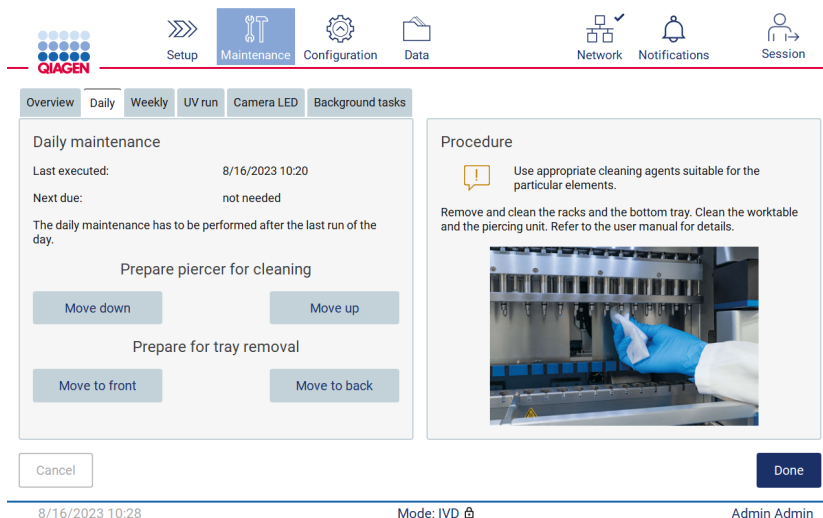 QIAGEN
Setup
Maintenance
Configuration
Data
Network
Notifications
Session
Overview
Daily
Weekly
UV run
Camera LED
Background tasks
Daily maintenance
Last executed: 8/16/2023 10:20
Next due: not needed
The daily maintenance has to be performed after the last run of the
day.
Prepare piercer for cleaning
Move down
Move up
Prepare for tray removal
Move to front
Move to back
Procedure
Use appropriate cleaning agents suitable for the
particular elements.
Remove and clean the racks and the bottom tray. Clean the worktable
and the piercing unit. Refer to the user manual for details.
Cancel
Done
8/16/2023 10:28
Mode: IVD
Admin Admin